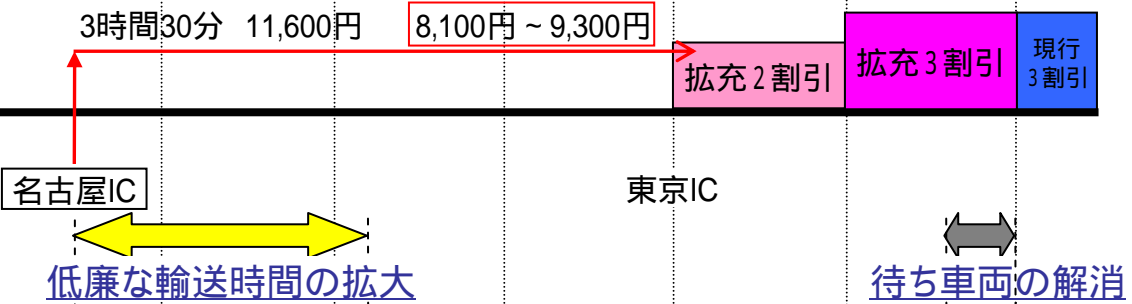 3時間30分 11,600円 8,100円~9,300円
拡充2割引
拡充3割引
現行
3割引
名古屋IC
東京IC
低廉な輸送時間の拡大
待ち車両の解消